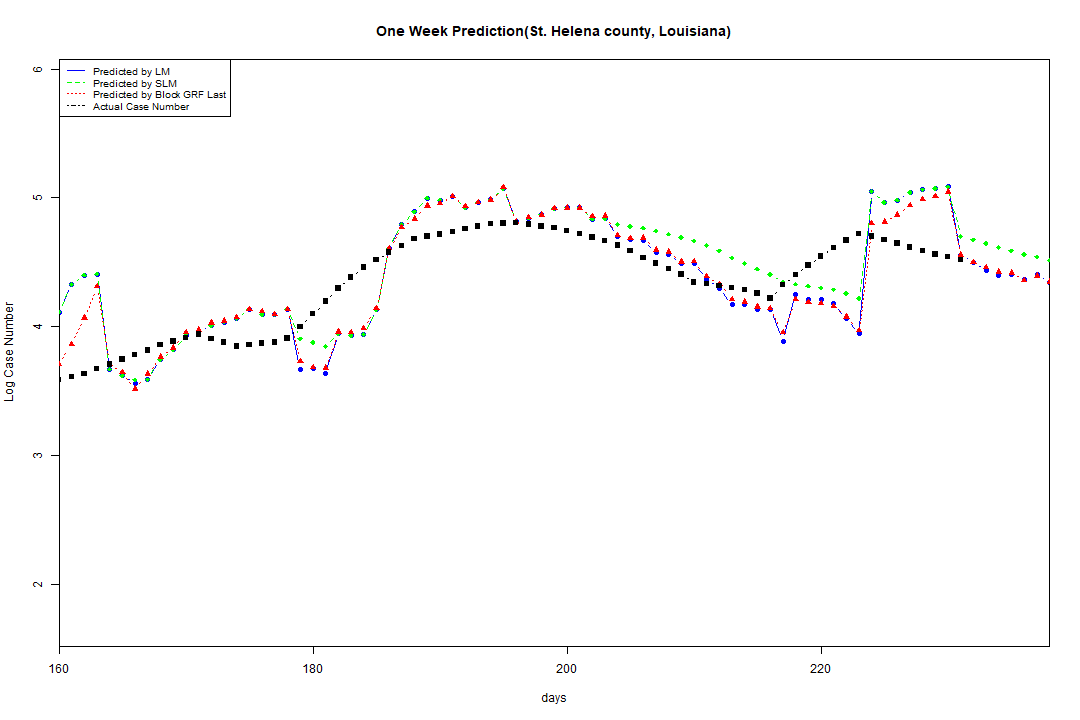 One Week Prediction(St. Helena county, Louisiana)
6
Predicted by LM
Predicted by SLM
Predicted by Block GRF Last
Actual Case Number
5
4
3
2
Log Case Number
160
180
200
220
days